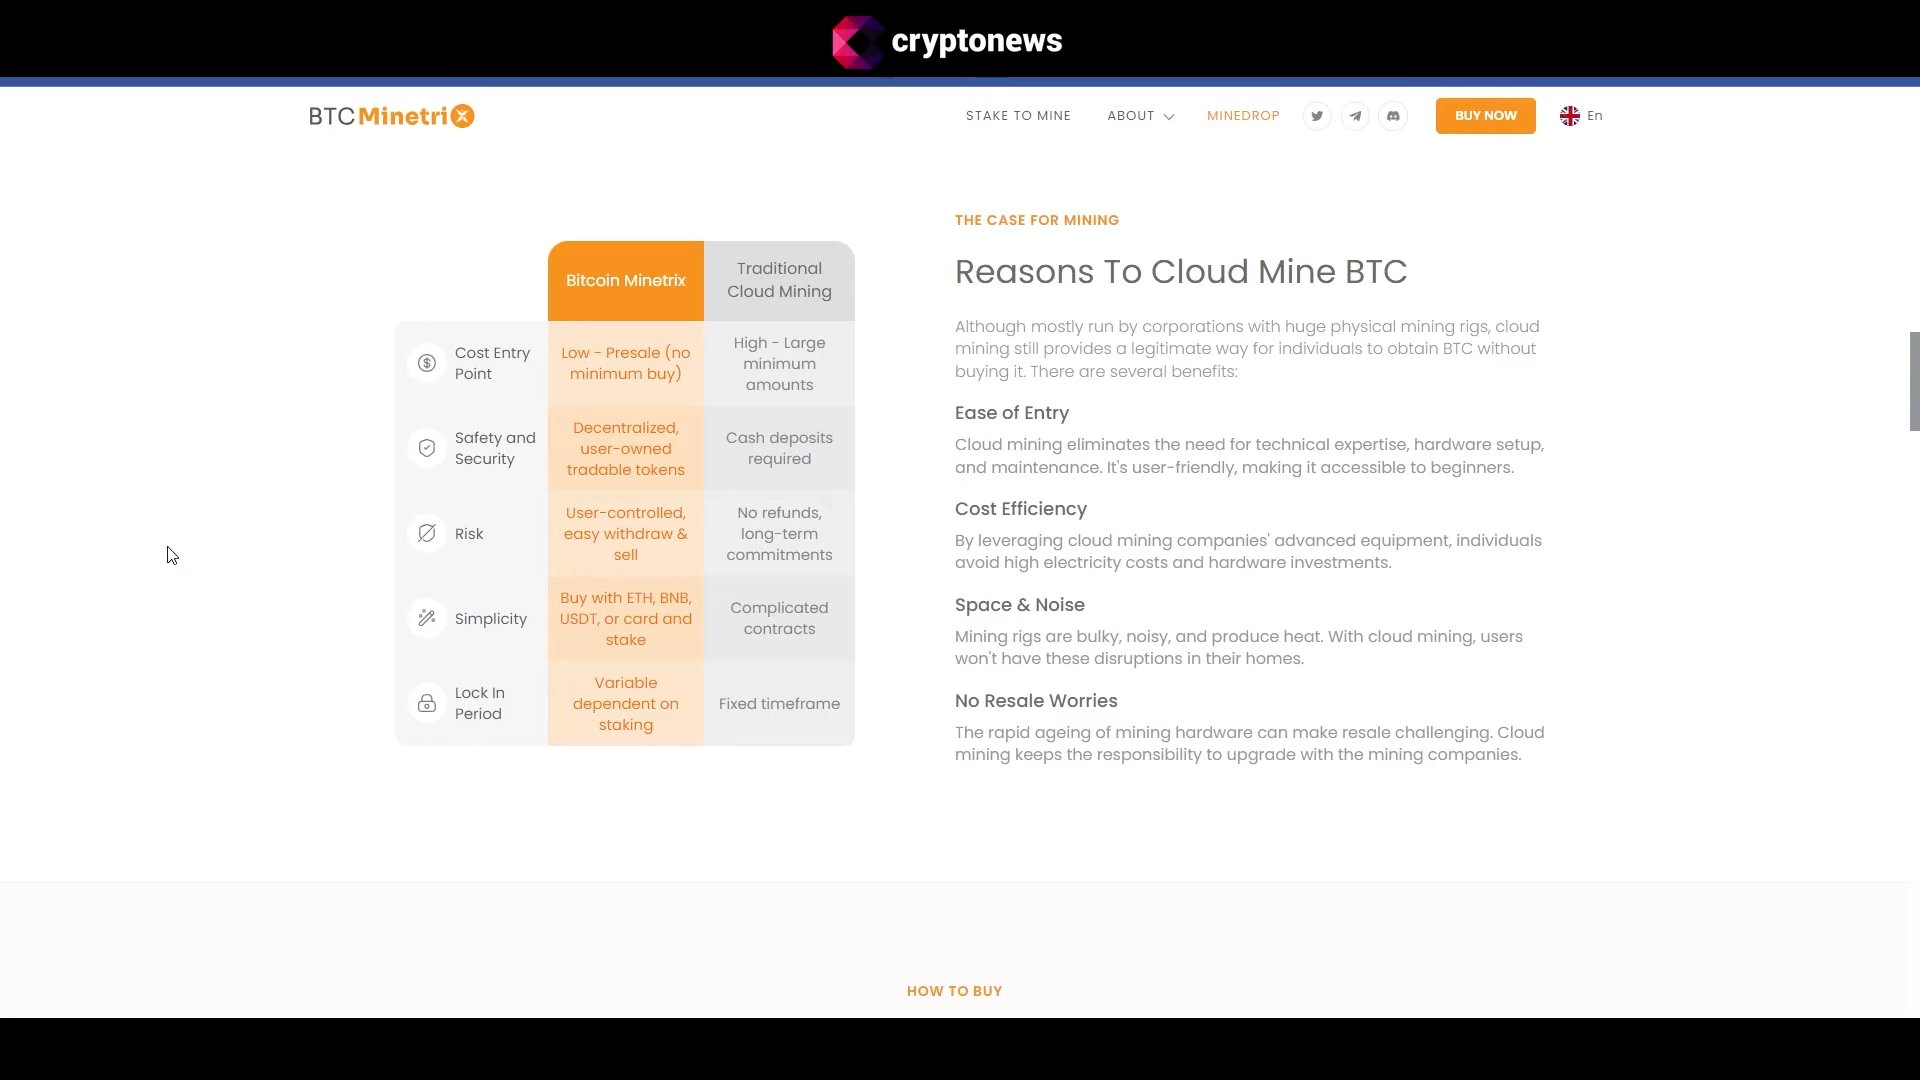 cryptonews
BTCMinetrix
STAKE TO MINE
ABOUT
MINEDROP
BUY NOW
En
Bitcoin Minetrix
Traditional
Cloud Mining
Cost Entry
Point
Low - Presale (no
minimum buy)
High - Large
minimum
amounts
Safety and
Security
Decentralized,
user-owned
tradable tokens
Cash deposits
required
Risk
User-controlled,
easy withdraw &
sell
No refunds,
long-term
commitments
Simplicity
Buy with ETH, BNB,
USDT, or card and
stake
Complicated
contracts
Lock In
Period
Variable
dependent on
staking
Fixed timeframe
THE CASE FOR MINING
Reasons To Cloud Mine BTC
Although mostly run by corporations with huge physical mining rigs, cloud
mining still provides a legitimate way for individuals to obtain BTC without
buying it. There are several benefits:
Ease of Entry
Cloud mining eliminates the need for technical expertise, hardware setup,
and maintenance. It's user-friendly, making it accessible to beginners.
Cost Efficiency
By leveraging cloud mining companies' advanced equipment, individuals
avoid high electricity costs and hardware investments.
Space & Noise
Mining rigs are bulky, noisy, and produce heat. With cloud mining, users
won't have these disruptions in their homes.
No Resale Worries
The rapid ageing of mining hardware can make resale challenging. Cloud
mining keeps the responsibility to upgrade with the mining companies.
HOW TO BUY